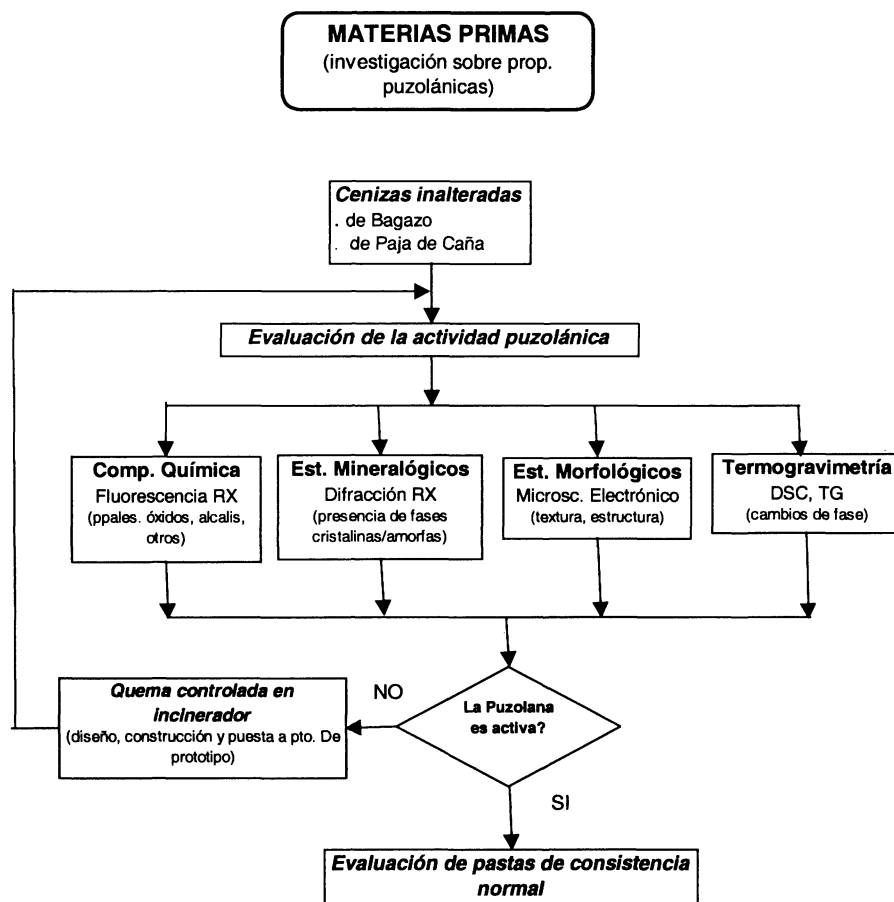 MATERIAS PRIMAS
(investigación sobre prop.
puzolánicas)
Cenizas inalteradas
. de Bagazo
. de Paja de Caña
Evaluación de la actividad puzolánica
Comp. Química
Fluorescencia RX
(ppales. óxidos, alcalis,
otros)
Est. Mineralógicos
Difracción RX
(presencia de fases
cristalinas/amorfas)
Est. Morfológicos
Microsc. Electrónico
(textura, estructura)
Termogravimetría
DSC, TG
(cambios de fase)
Quema controlada en
incinerador
(diseño, construcción y puesta a pto. De
prototipo)
NO
La Puzolana
es activa?
SI
Evaluación de pastas de consistencia
normal